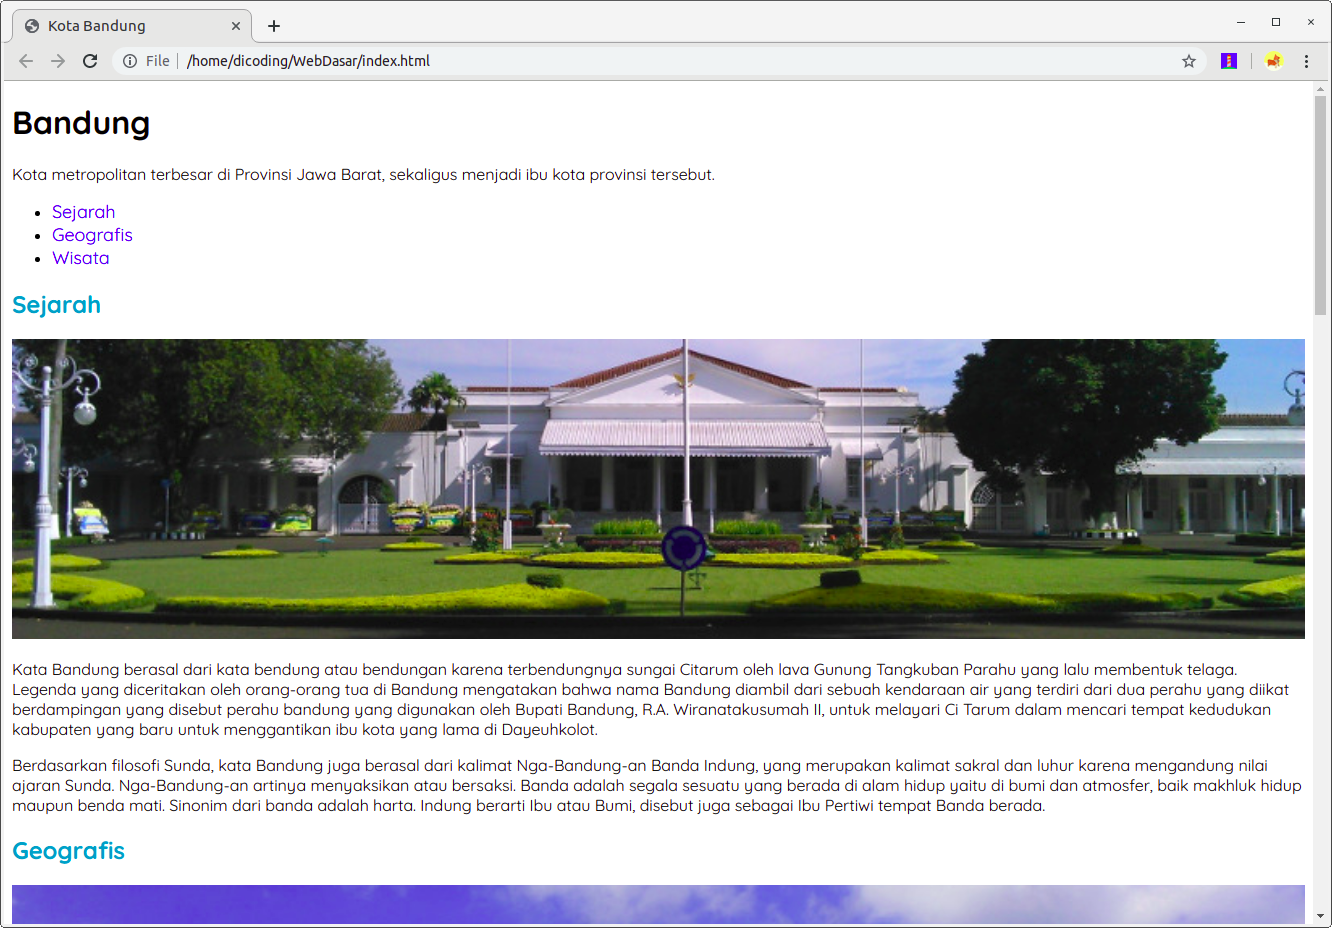 Kota Bandung
File /home/dicoding/WebDasar/index.html
Bandung
Kota metropolitan terbesar di Provinsi Jawa Barat, sekaligus menjadi ibu kota provinsi tersebut.
Sejarah
Geografis
Wisata
Sejarah
Kata Bandung berasal dari kata bendung atau bendungan karena terbendungnya sungai Citarum oleh lava Gunung Tangkuban Parahu yang lalu membentuk telaga.
Legenda yang diceritakan oleh orang-orang tua di Bandung mengatakan bahwa nama Bandung diambil dari sebuah kendaraan air yang terdiri dari dua perahu yang diikat
berdampingan yang disebut perahu bandung yang digunakan oleh Bupati Bandung, R.A. Wiranatakusumah II, untuk melayari Ci Tarum dalam mencari tempat kedudukan
kabupaten yang baru untuk menggantikan ibu kota yang lama di Dayeuhkolot.
Berdasarkan filosofi Sunda, kata Bandung juga berasal dari kalimat Nga-Bandung-an Banda Indung, yang merupakan kalimat sakral dan luhur karena mengandung nilai
ajaran Sunda. Nga-Bandung-an artinya menyaksikan atau bersaksi. Banda adalah segala sesuatu yang berada di alam hidup yaitu di bumi dan atmosfer, baik makhluk hidup
maupun benda mati. Sinonim dari banda adalah harta. Indung berarti Ibu atau Bumi, disebut juga sebagai Ibu Pertiwi tempat Banda berada.
Geografis